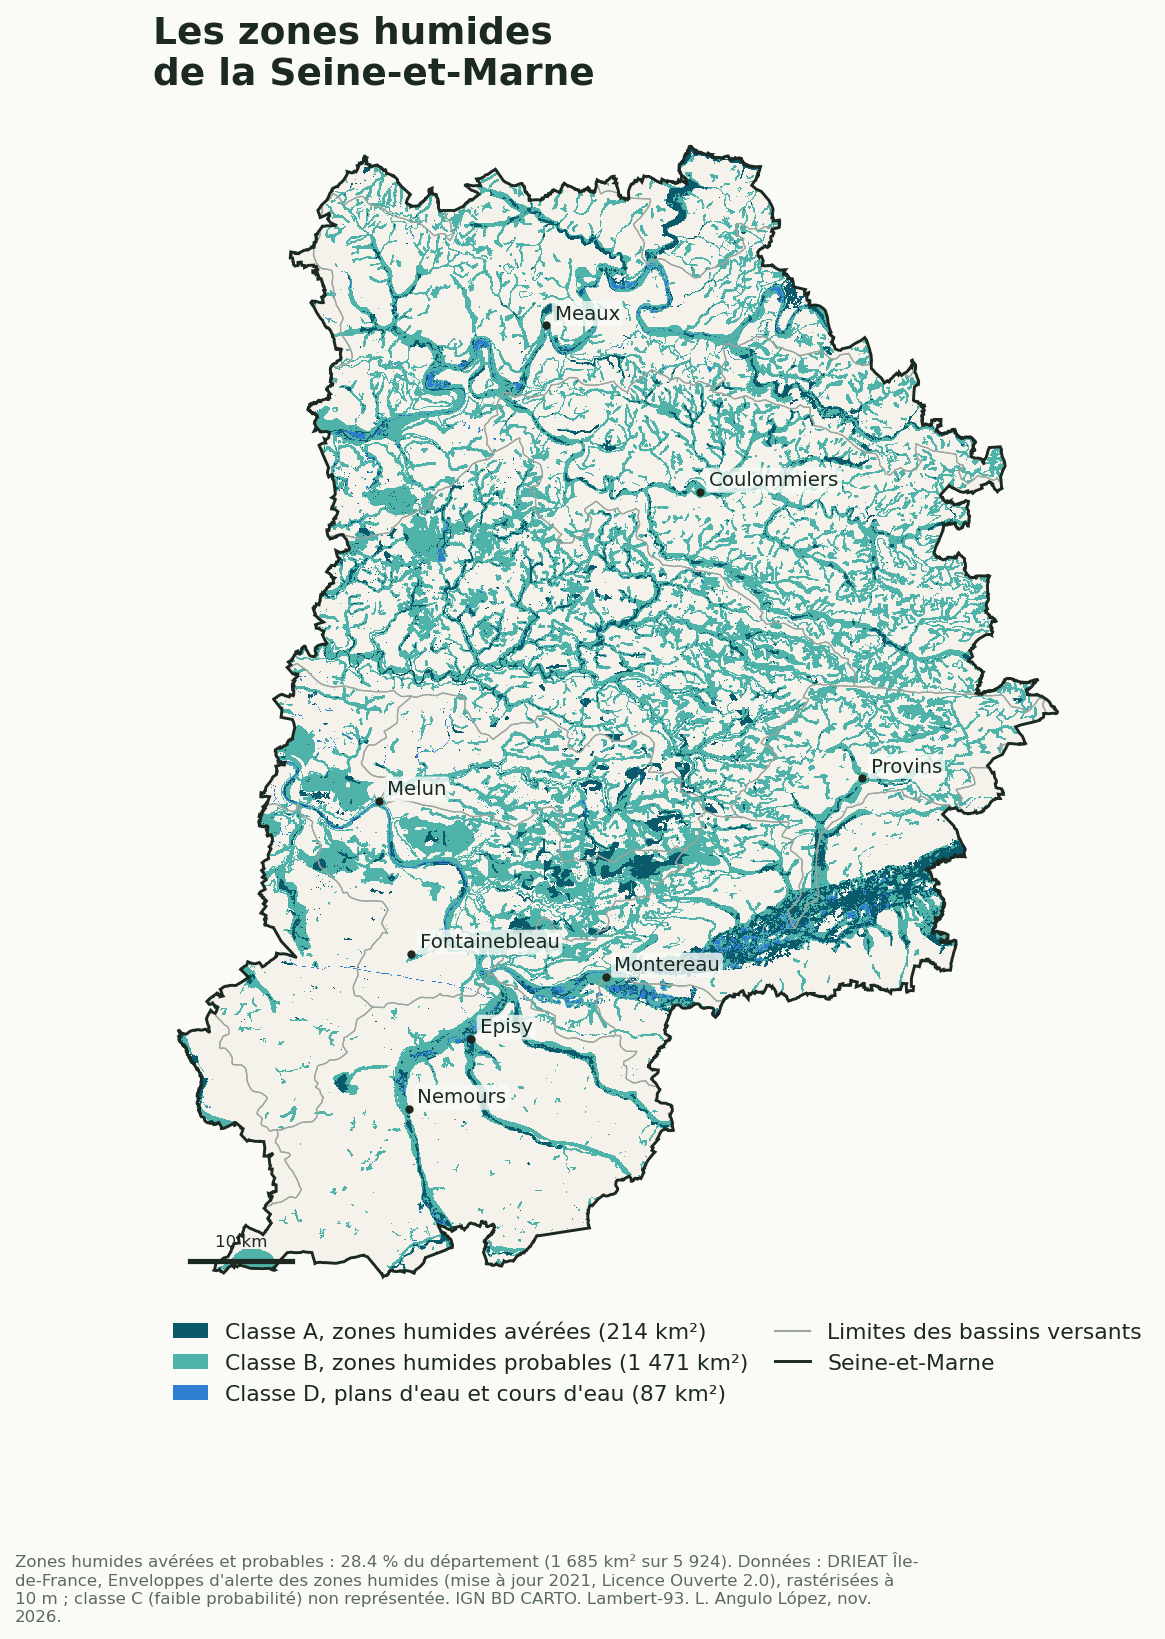 Les zones humides
de la Seine-et-Marne
Meaux
Coulommiers
Provins
Melun
Fontainebleau
Montereau
Episy
Nemours
10 km
Classe A, zones humides avérées (214 km²)
Classe B, zones humides probables (1 471 km²)
Classe D, plans d'eau et cours d'eau (87 km²)
Limites des bassins versants
Seine-et-Marne
Zones humides avérées et probables : 28.4 % du département (1 685 km² sur 5 924). Données : DRIEAT Île-
de-France, Enveloppes d'alerte des zones humides (mise à jour 2021, Licence Ouverte 2.0), rastérisées à
10 m ; classe C (faible probabilité) non représentée. IGN BD CARTO. Lambert-93. L. Angulo López, nov.
2026.